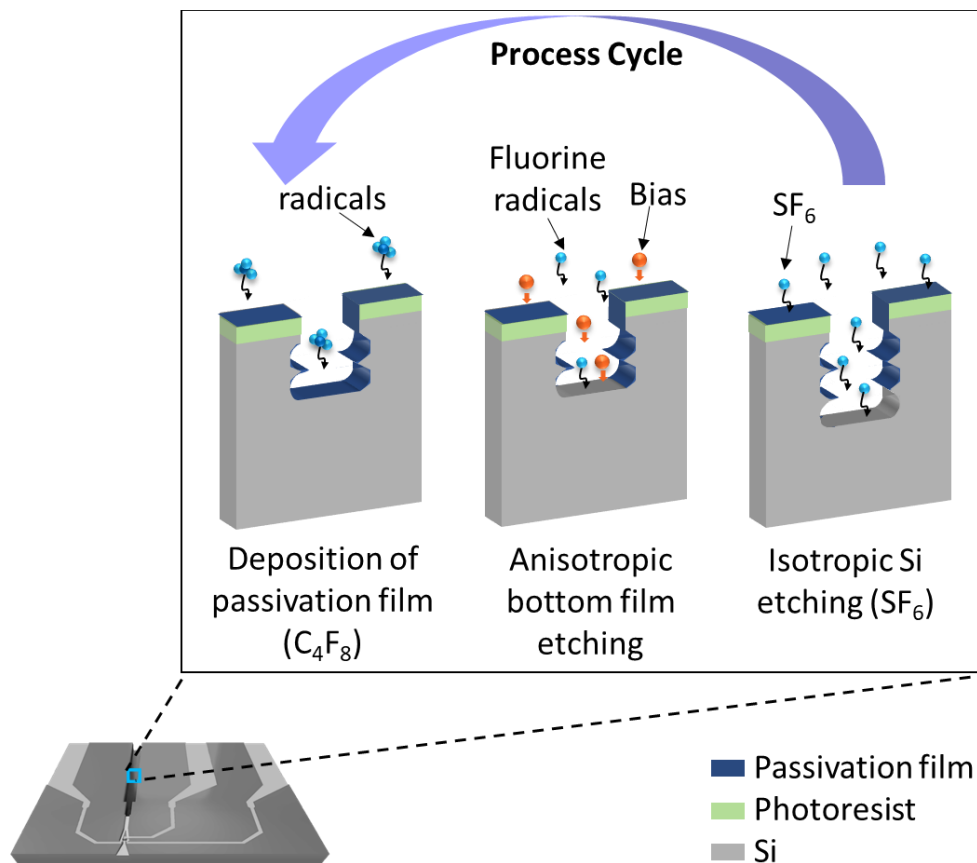 Process Cycle
radicals
Fluorine
radicals
Bias
SF₆
Deposition of
passivation film
(C₄F₈)
Anisotropic
bottom film
etching
Isotropic Si
etching (SF₆)
Passivation film
Photoresist
Si